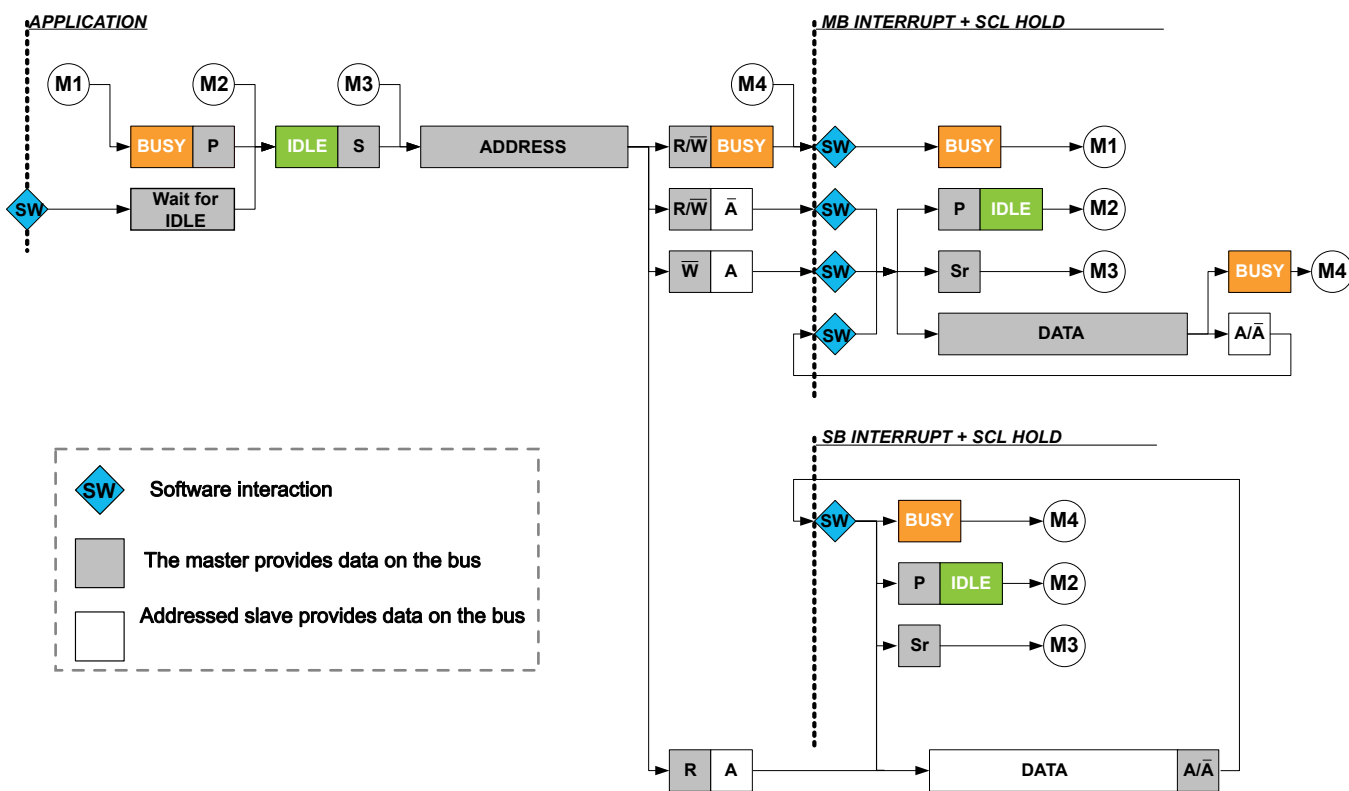 APPLICATION
MB INTERRUPT + SCL HOLD
M1
M2
M3
M4
BUSY P
IDLE S
ADDRESS
R/W̅ BUSY
SW
BUSY
M1
SW
Wait for
IDLE
R/W̅ A̅
SW
P IDLE
M2
W̅ A
SW
Sr
M3
BUSY
M4
SW
DATA
A/A̅
SB INTERRUPT + SCL HOLD
SW
BUSY
M4
P IDLE
M2
Sr
M3
SW
Software interaction
The master provides data on the bus
Addressed slave provides data on the bus
R A
DATA
A/A̅